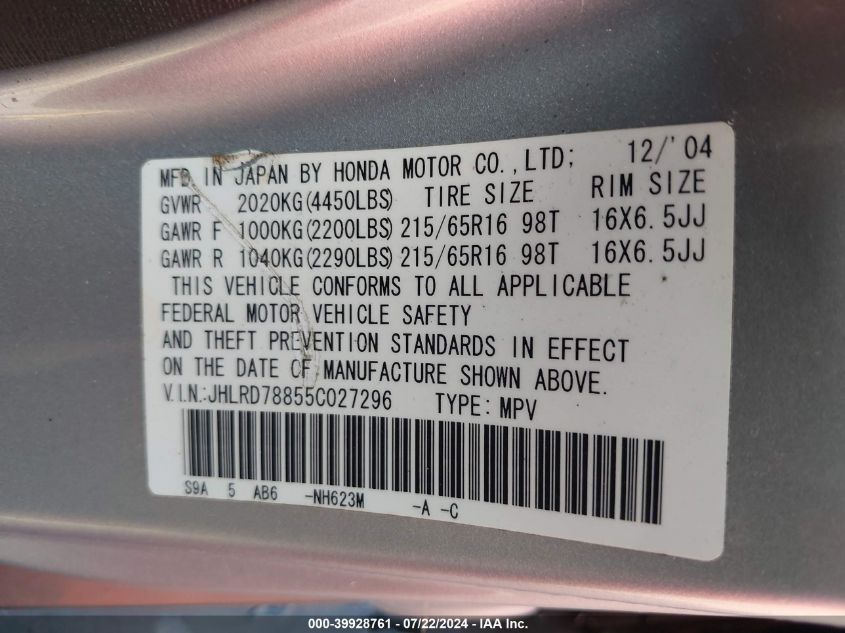 MFD IN JAPAN BY HONDA MOTOR CO.,LTD; 12/'04
GVWR 2020KG(4450LBS) TIRE SIZE RIM SIZE
GAWR F 1000KG(2200LBS) 215/65R16 98T 16X6.5JJ
GAWR R 1040KG(2290LBS) 215/65R16 98T 16X6.5JJ
THIS VEHICLE CONFORMS TO ALL APPLICABLE
FEDERAL MOTOR VEHICLE SAFETY
AND THEFT PREVENTION STANDARDS IN EFFECT
ON THE DATE OF MANUFACTURE SHOWN ABOVE.
V.I.N.:JHLRD78855C027296 TYPE:MPV
S9A 5 AB6 -NH623M -A -C
000-39928761 - 07/22/2024 - IAA Inc.